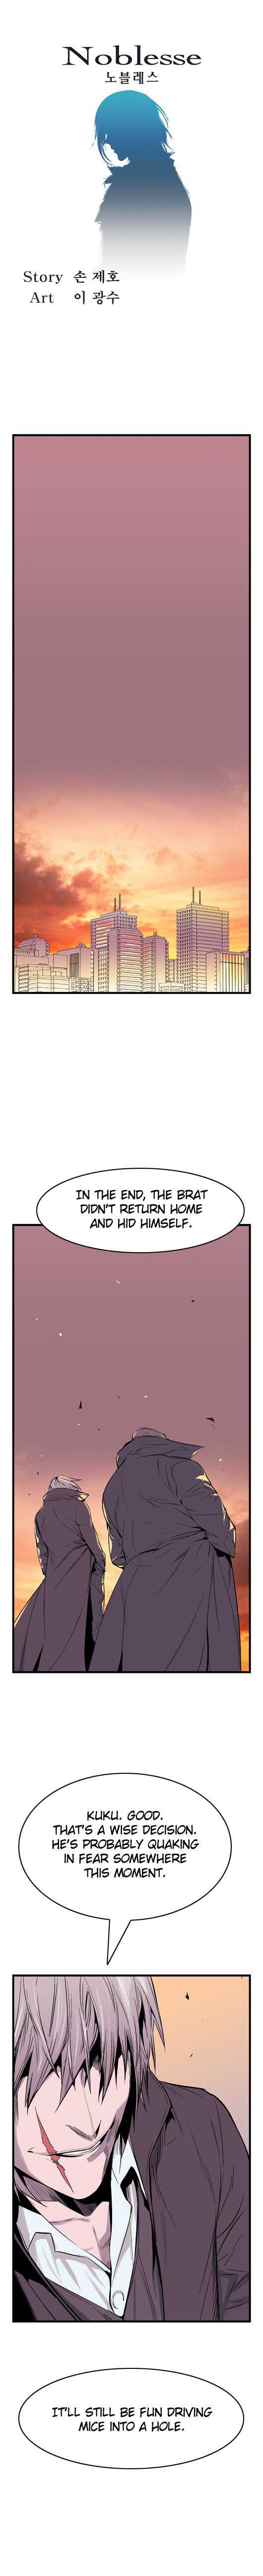 Noblesse
노블레스
Story 손 제호
Art 이 광수
IN THE END, THE BRAT
DIDN'T RETURN HOME
AND HID HIMSELF.
KUKU. GOOD.
THAT'S A WISE DECISION.
HE'S PROBABLY QUAKING
IN FEAR SOMEWHERE
THIS MOMENT.
IT'LL STILL BE FUN DRIVING
MICE INTO A HOLE.